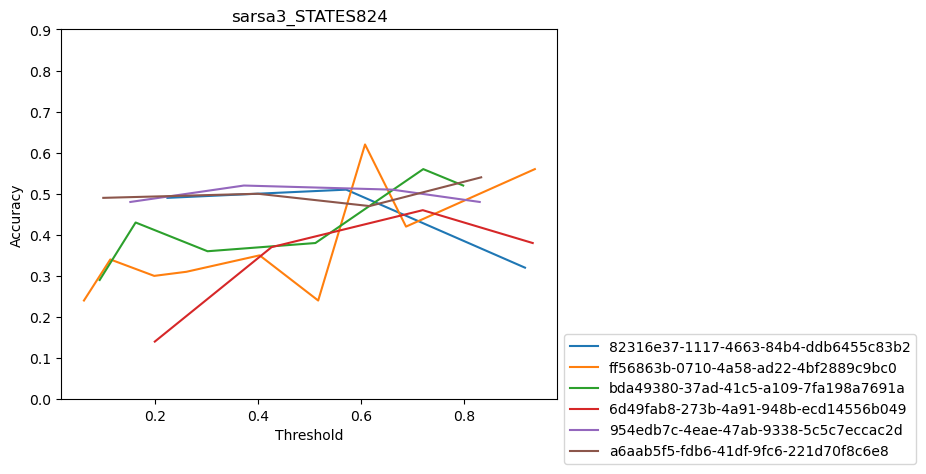 sarsa3_STATES824
0.9
0.8
0.7
0.6
0.5
0.4
0.3
0.2
0.1
0.0
Accuracy
0.2 0.4 0.6 0.8
Threshold
82316e37-1117-4663-84b4-ddb6455c83b2
ff56863b-0710-4a58-ad22-4bf2889c9bc0
bda49380-37ad-41c5-a109-7fa198a7691a
6d49fab8-273b-4a91-948b-ecd14556b049
954edb7c-4eae-47ab-9338-5c5c7eccac2d
a6aab5f5-fdb6-41df-9fc6-221d70f8c6e8